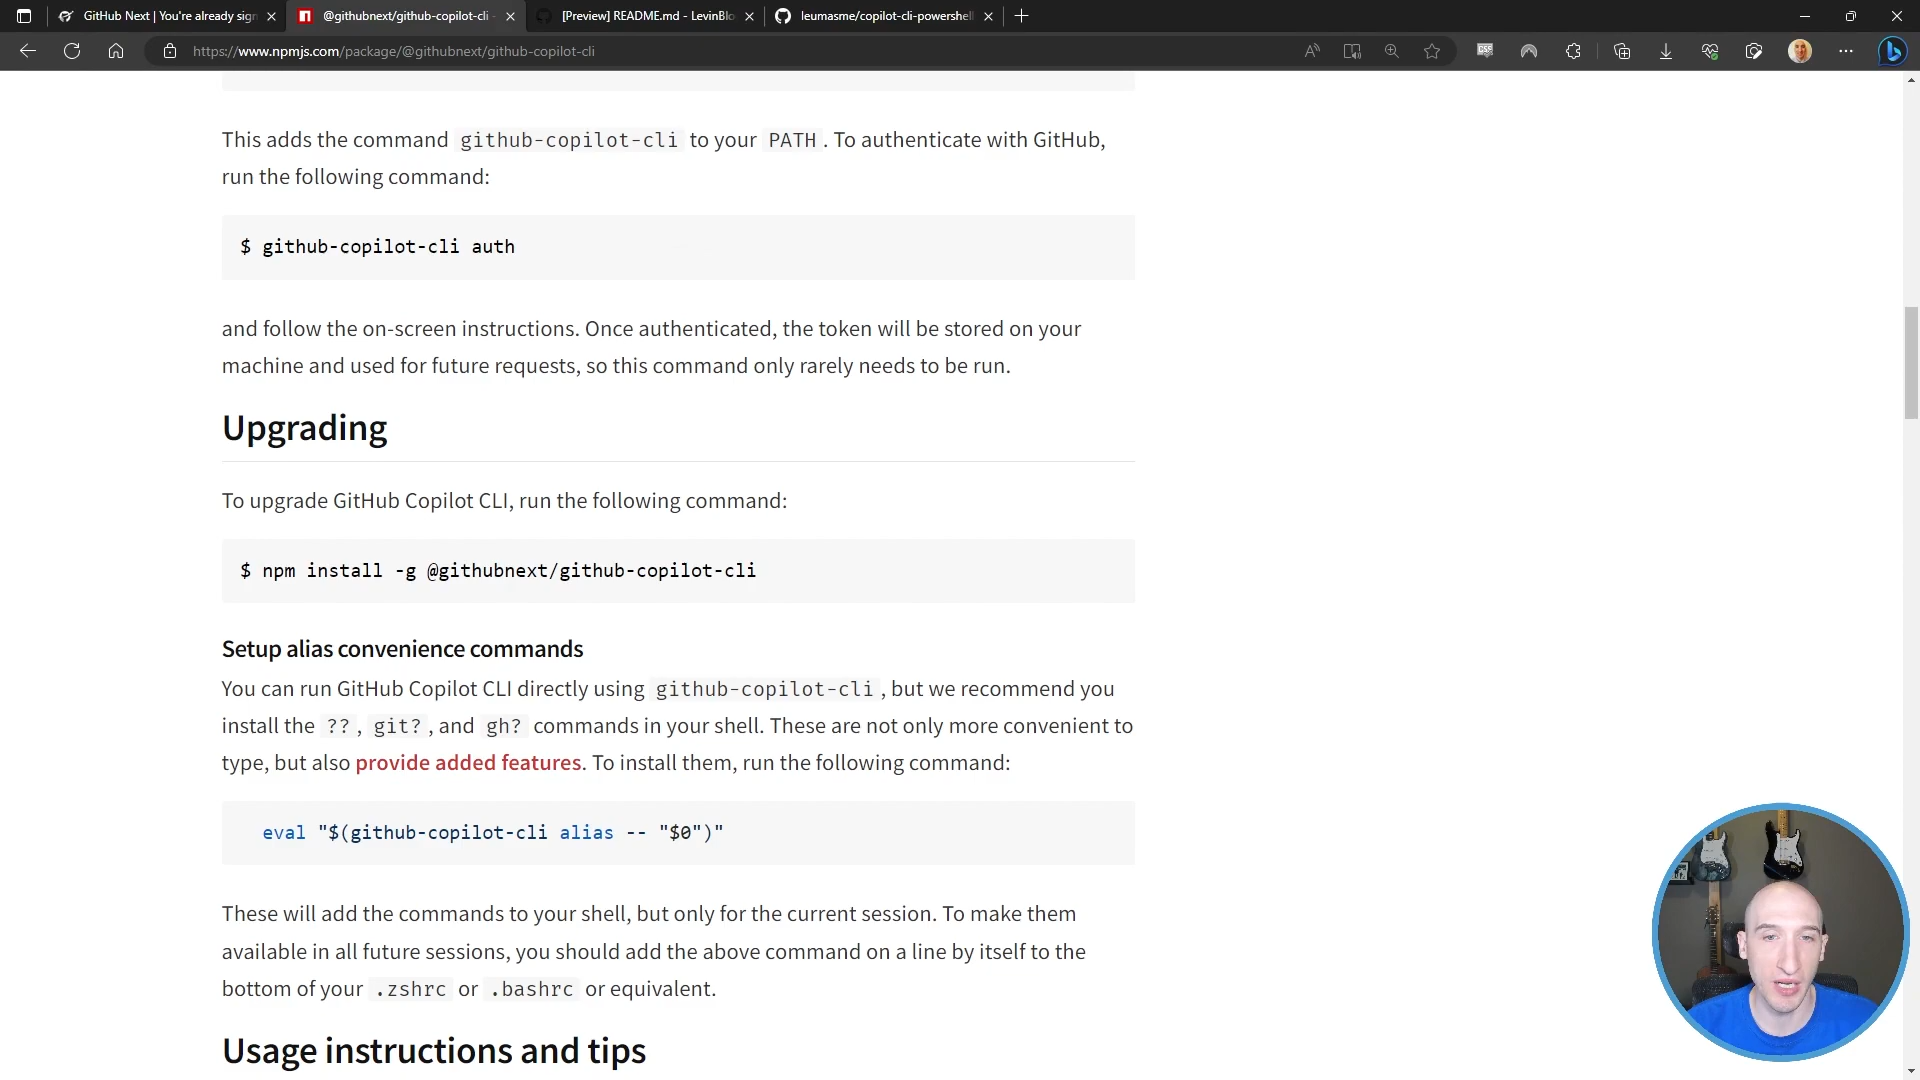 GitHub Next | You're already sign
@githubnext/github-copilot-cli -
[Preview] README.md - LevinBlo
leumasme/copilot-cli-powershell
https://www.npmjs.com/package/@githubnext/github-copilot-cli
This adds the command github-copilot-cli to your PATH. To authenticate with GitHub,
run the following command:
$ github-copilot-cli auth
and follow the on-screen instructions. Once authenticated, the token will be stored on your
machine and used for future requests, so this command only rarely needs to be run.
Upgrading
To upgrade GitHub Copilot CLI, run the following command:
$ npm install -g @githubnext/github-copilot-cli
Setup alias convenience commands
You can run GitHub Copilot CLI directly using github-copilot-cli, but we recommend you
install the ??, git?, and gh? commands in your shell. These are not only more convenient to
type, but also provide added features. To install them, run the following command:
eval "$(github-copilot-cli alias -- "$0")"
These will add the commands to your shell, but only for the current session. To make them
available in all future sessions, you should add the above command on a line by itself to the
bottom of your .zshrc or .bashrc or equivalent.
Usage instructions and tips